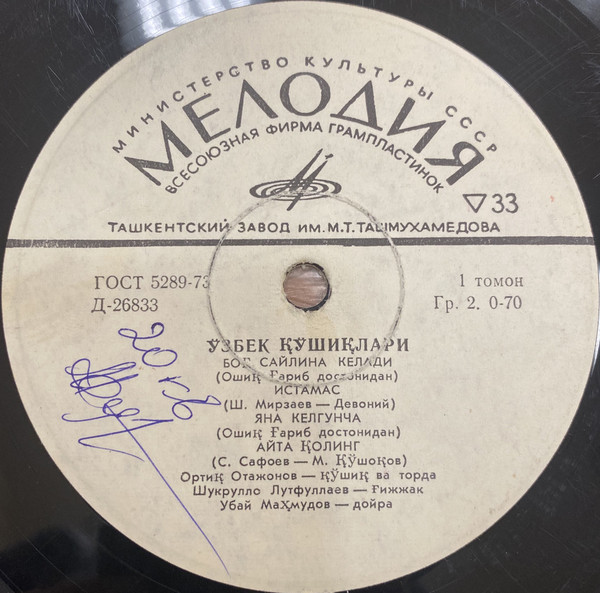 МИНИСТЕРСТВО КУЛЬТУРЫ СССР
МЕЛОДИЯ
ВСЕСОЮЗНАЯ ФИРМА ГРАМПЛАСТИНОК
▽33
ТАШКЕНТСКИЙ ЗАВОД ИМ. М.Т. ТАШМУХАМЕДОВА
ГОСТ 5289-73
Д-26833
1 томон
Гр. 2. 0-70
ЎЗБЕК ҚЎШИҚЛАРИ
БОҒ САЙЛИНА КЕЛАДИ
(Ошиқ Ғариб достонидан)
ИСТАМАС
(Ш. Мирзаев — Девоний)
ЯНА КЕЛГУНЧА
(Ошиқ Ғариб достонидан)
АЙТА ҚОЛИНГ
(С. Сафоев — М. Қўшоқов)
Ортиқ Отажонов — қўшиқ ва торда
Шукрулло Лутфуллаев — ғижжак
Убай Маҳмудов — дойра